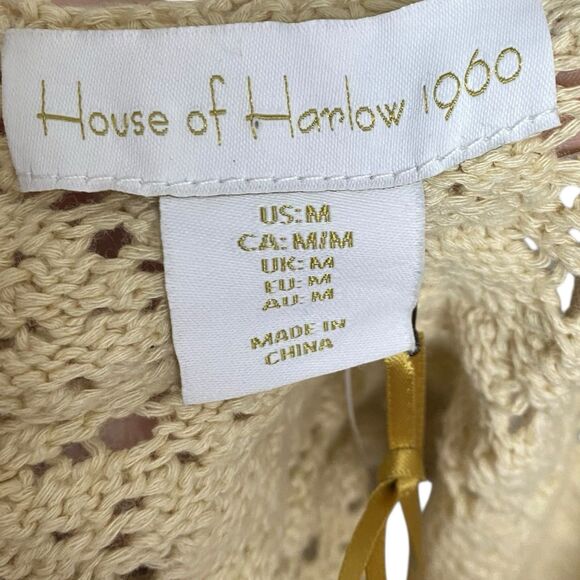 House of Harlow 1960
US: M
CA: M/M
UK: M
EU: M
AU: M
MADE IN
CHINA